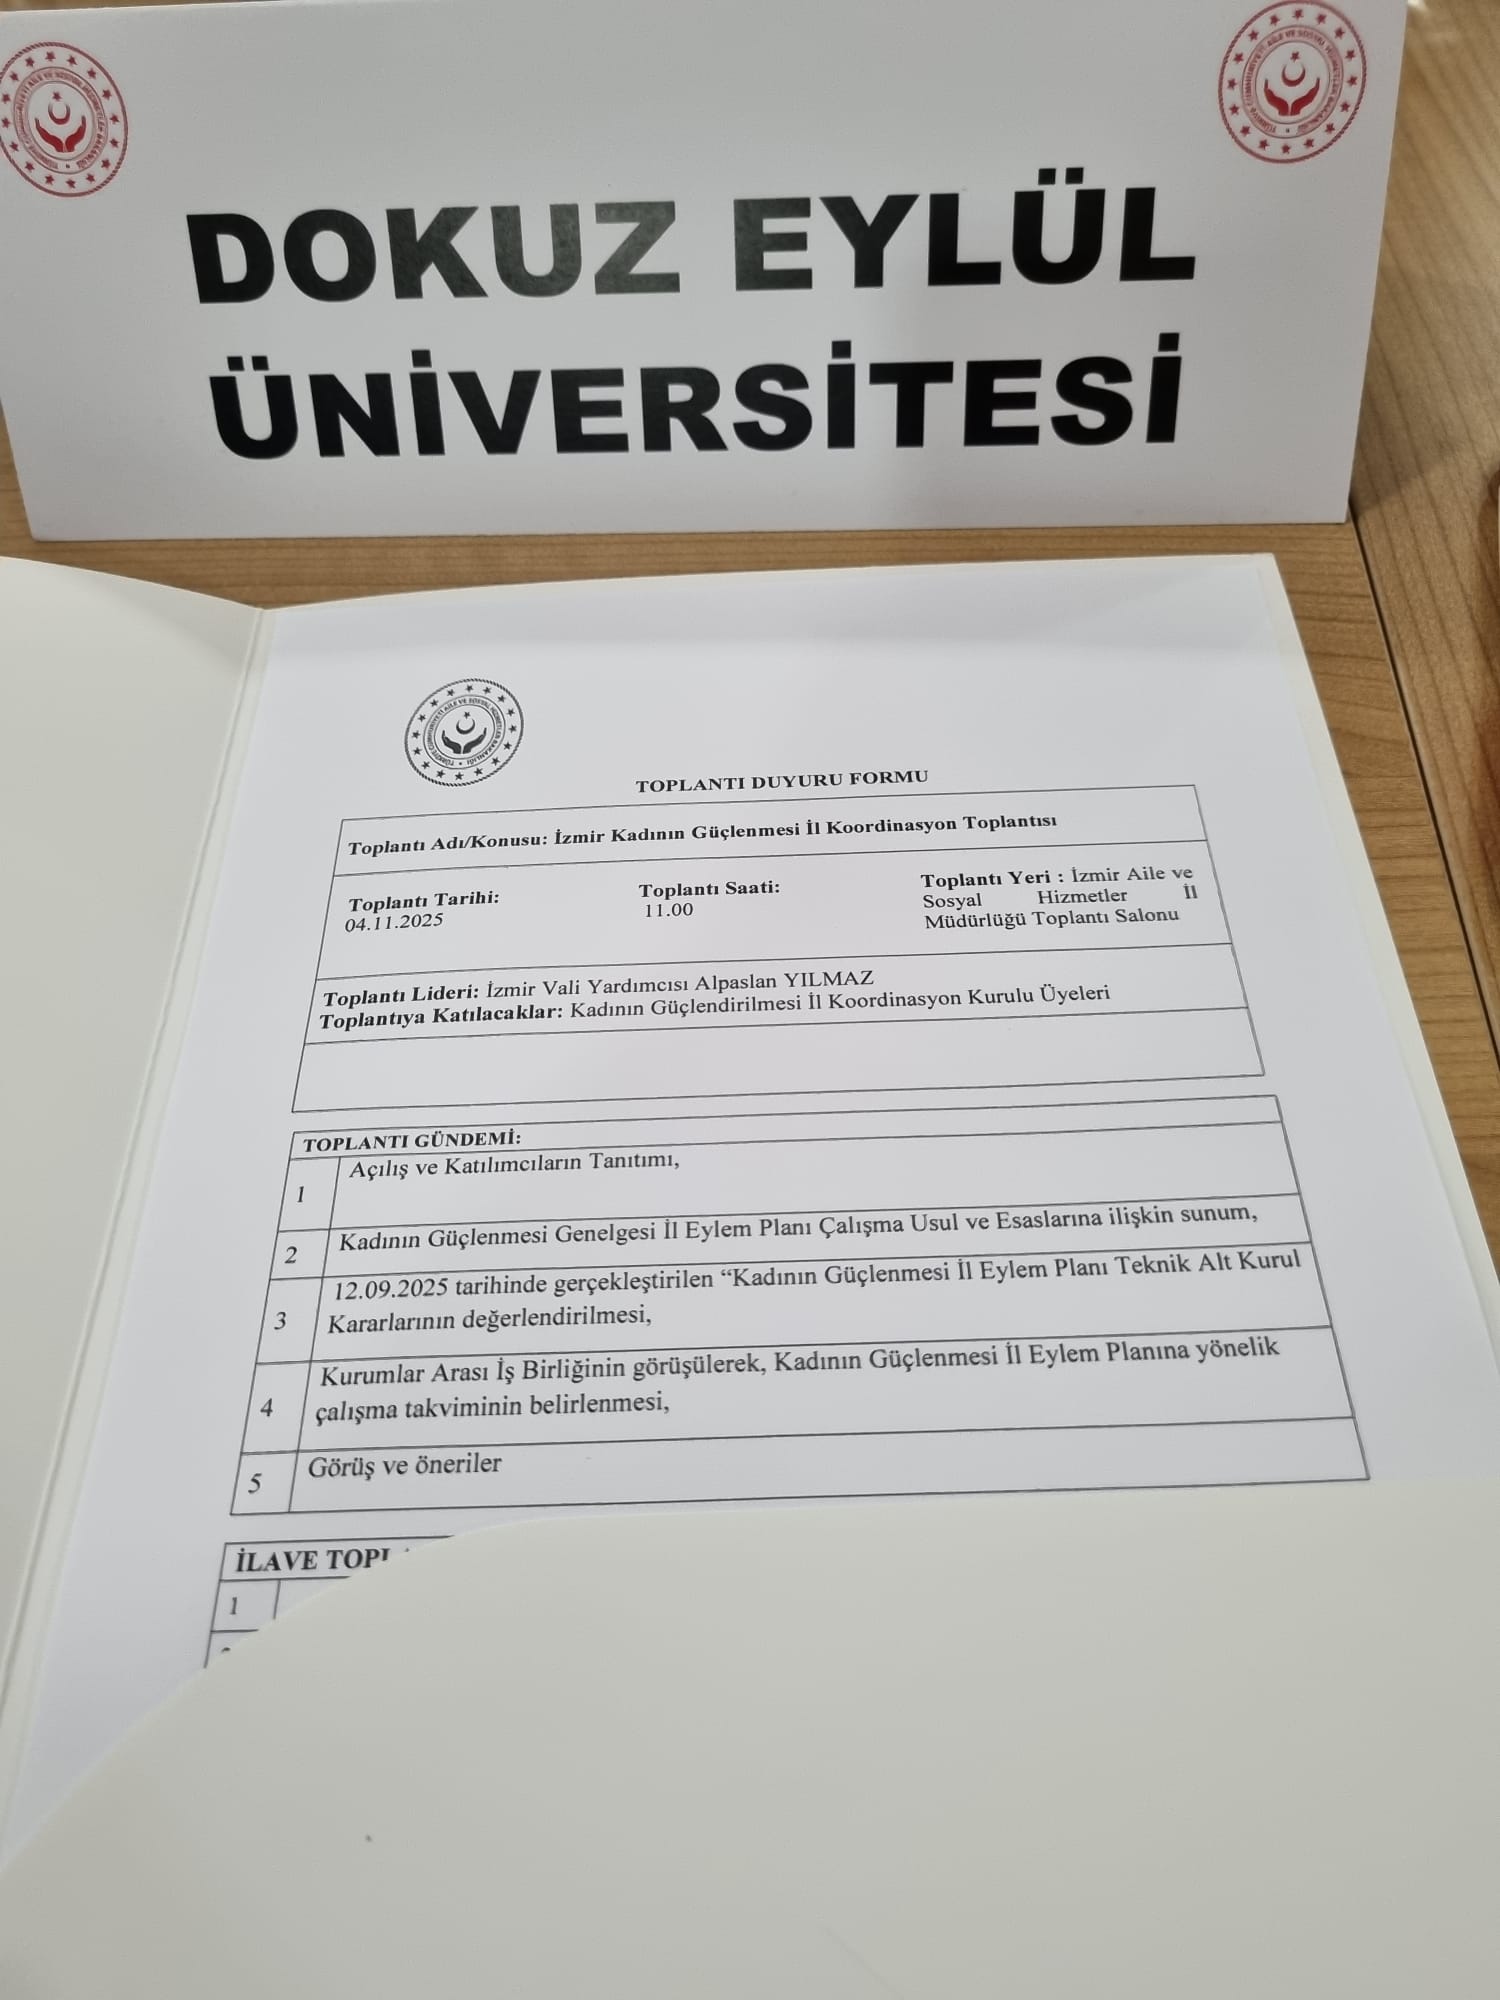 DOKUZ EYLÜL
ÜNİVERSİTESİ
TOPLANTI DUYURU FORMU
Toplantı Adı/Konusu: İzmir Kadının Güçlenmesi İl Koordinasyon Toplantısı
Toplantı Tarihi:
04.11.2025
Toplantı Saati:
11.00
Toplantı Yeri : İzmir Aile ve
Sosyal Hizmetler İl
Müdürlüğü Toplantı Salonu
Toplantı Lideri: İzmir Vali Yardımcısı Alpaslan YILMAZ
Toplantıya Katılacaklar: Kadının Güçlendirilmesi İl Koordinasyon Kurulu Üyeleri
TOPLANTI GÜNDEMİ:
1 Açılış ve Katılımcıların Tanıtımı,
2 Kadının Güçlenmesi Genelgesi İl Eylem Planı Çalışma Usul ve Esaslarına ilişkin sunum,
3 12.09.2025 tarihinde gerçekleştirilen “Kadının Güçlenmesi İl Eylem Planı Teknik Alt Kurul
Kararlarının değerlendirilmesi,
4 Kurumlar Arası İş Birliğinin görüşülerek, Kadının Güçlenmesi İl Eylem Planına yönelik
çalışma takviminin belirlenmesi,
5 Görüş ve öneriler
İLAVE TOPL
1